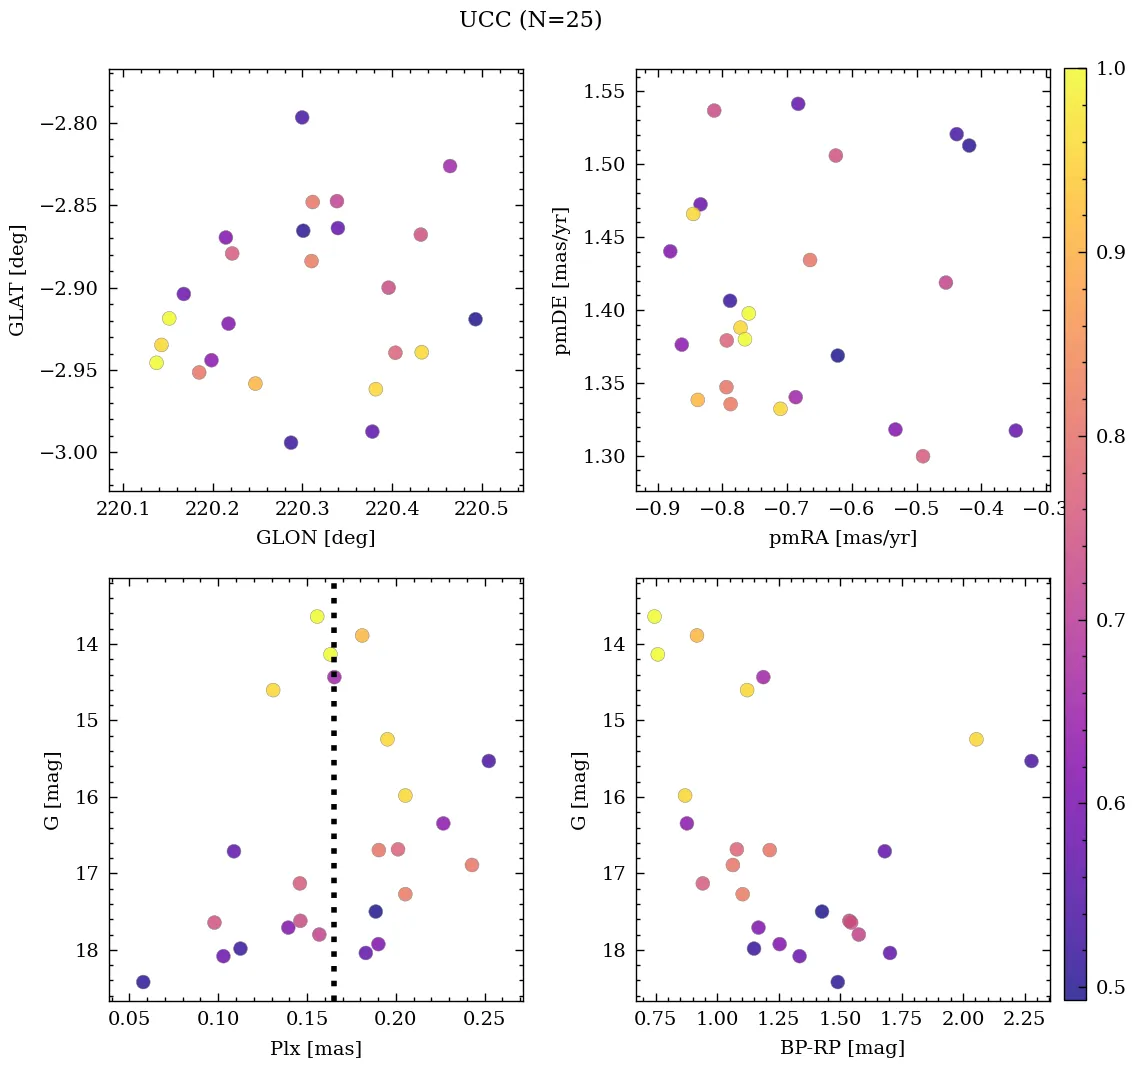 UCC (N=25)
−2.80
−2.85
−2.90
−2.95
−3.00
GLAT [deg]
220.1 220.2 220.3 220.4 220.5
GLON [deg]
1.55
1.50
1.45
1.40
1.35
1.30
pmDE [mas/yr]
−0.9 −0.8 −0.7 −0.6 −0.5 −0.4 −0.3
pmRA [mas/yr]
14
15
16
17
18
G [mag]
0.05 0.10 0.15 0.20 0.25
Plx [mas]
14
15
16
17
18
G [mag]
0.75 1.00 1.25 1.50 1.75 2.00 2.25
BP-RP [mag]
1.0
0.9
0.8
0.7
0.6
0.5